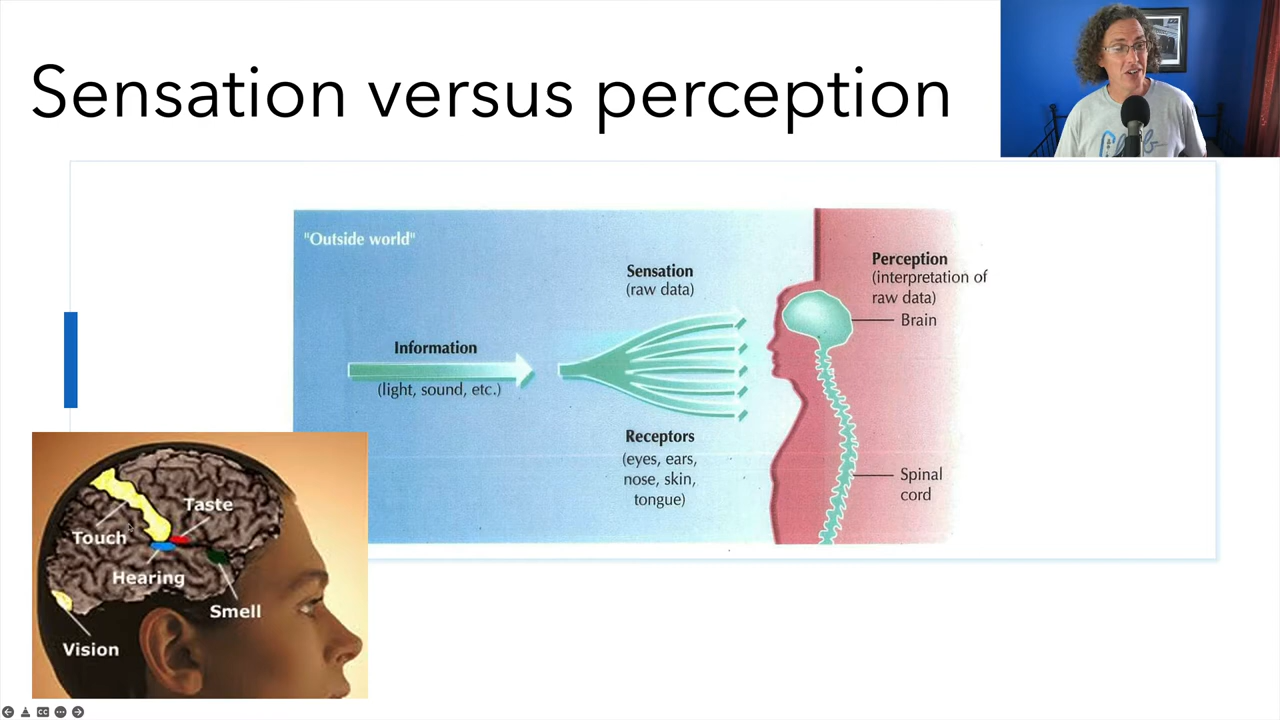 Sensation versus perception
"Outside world"
Sensation
(raw data)
Perception
(interpretation of
raw data)
Brain
Information
(light, sound, etc.)
Receptors
(eyes, ears,
nose, skin,
tongue)
Spinal
cord
Taste
Touch
Hearing
Smell
Vision
CC